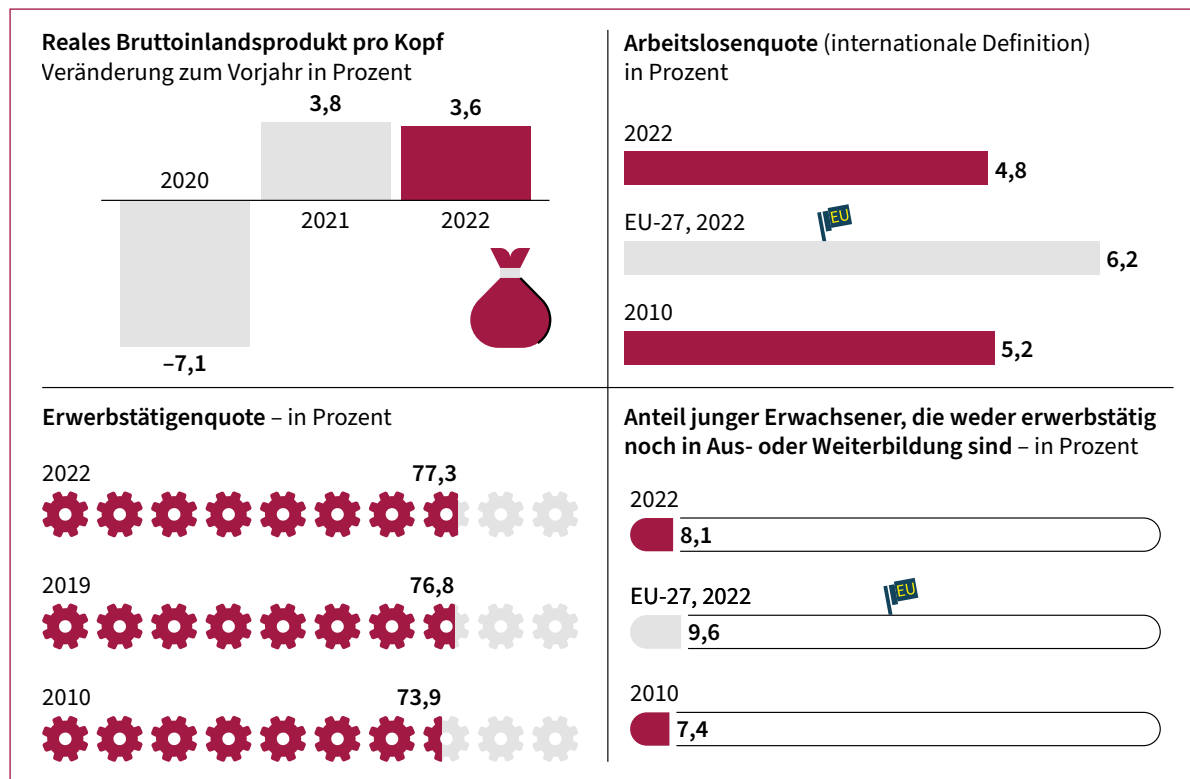 Reales Bruttoinlandsprodukt pro Kopf
Veränderung zum Vorjahr in Prozent
3,8
3,6
2020
2021
2022
–7,1
Arbeitslosenquote (internationale Definition)
in Prozent
2022
4,8
EU-27, 2022
EU
6,2
2010
5,2
Erwerbstätigenquote – in Prozent
2022
77,3
2019
76,8
2010
73,9
Anteil junger Erwachsener, die weder erwerbstätig
noch in Aus- oder Weiterbildung sind – in Prozent
2022
8,1
EU-27, 2022
EU
9,6
2010
7,4